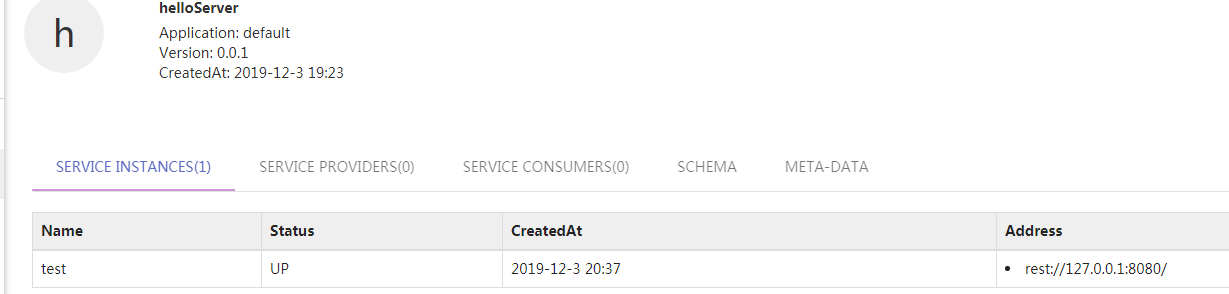 h
helloServer
Application: default
Version: 0.0.1
CreatedAt: 2019-12-3 19:23
SERVICE INSTANCES(1) SERVICE PROVIDERS(0) SERVICE CONSUMERS(0) SCHEMA META-DATA
Name Status CreatedAt Address
test UP 2019-12-3 20:37 • rest://127.0.0.1:8080/